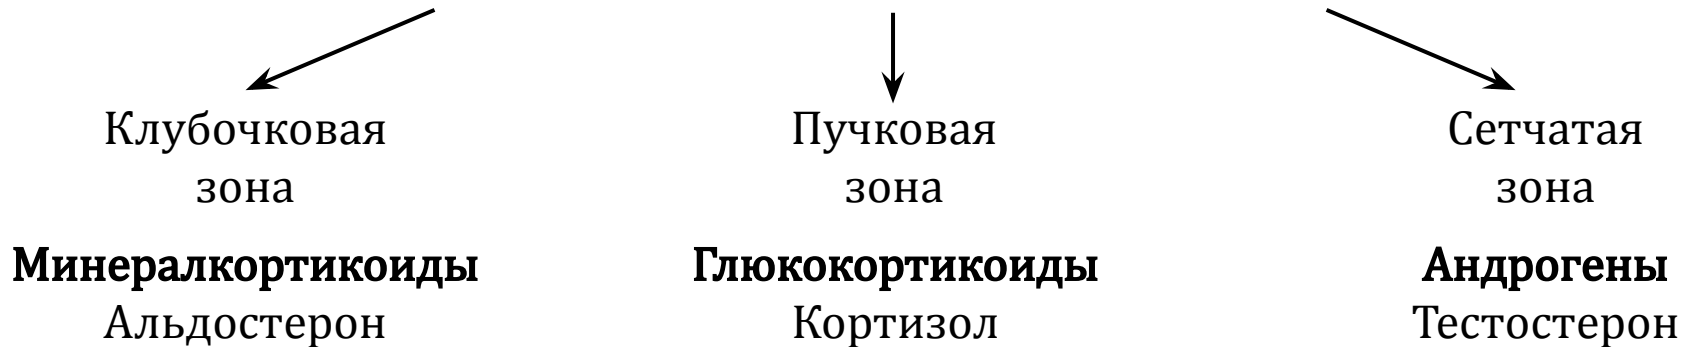 Клубочковая
зона
Минералкортикоиды
Альдостерон
Пучковая
зона
Глюкокортикоиды
Кортизол
Сетчатая
зона
Андрогены
Тестостерон